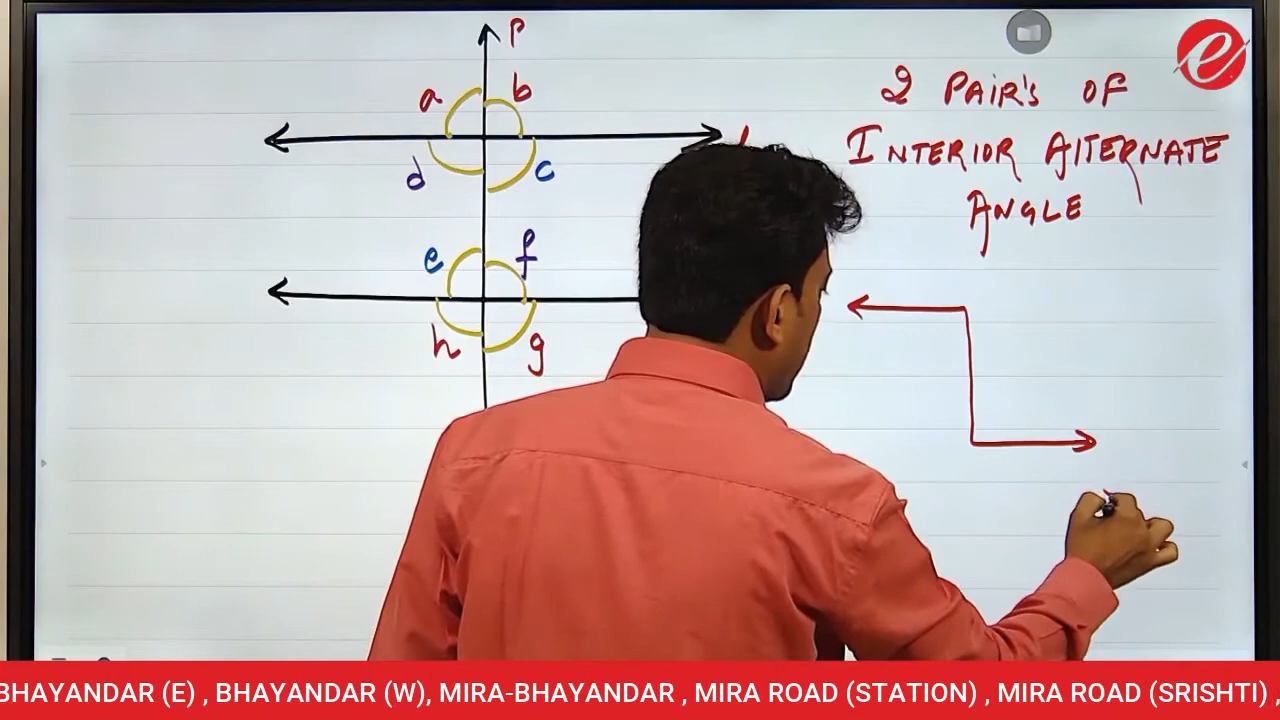 P
a b
d c
e f
h g
2 PAIR'S OF
INTERIOR AlTERNATE
ANGLE
e
BHAYANDAR (E) , BHAYANDAR (W), MIRA-BHAYANDAR , MIRA ROAD (STATION) , MIRA ROAD (SRISHTI) ,